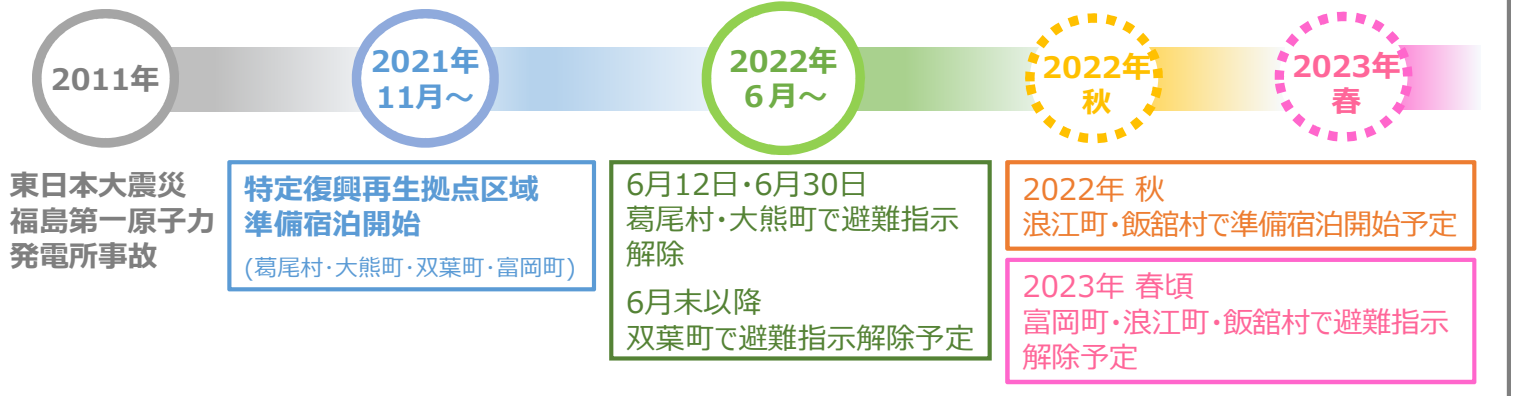 2011年
2021年
11月～
2022年
６月～
2022年
秋
2023年
春
東日本大震災
福島第一原子力
発電所事故
特定復興再生拠点区域
準備宿泊開始
(葛尾村・大熊町・双葉町・富岡町)
6月12日・6月30日
葛尾村・大熊町で避難指示
解除
6月末以降
双葉町で避難指示解除予定
2022年 秋
浪江町・飯舘村で準備宿泊開始予定
2023年 春頃
富岡町・浪江町・飯舘村で避難指示
解除予定